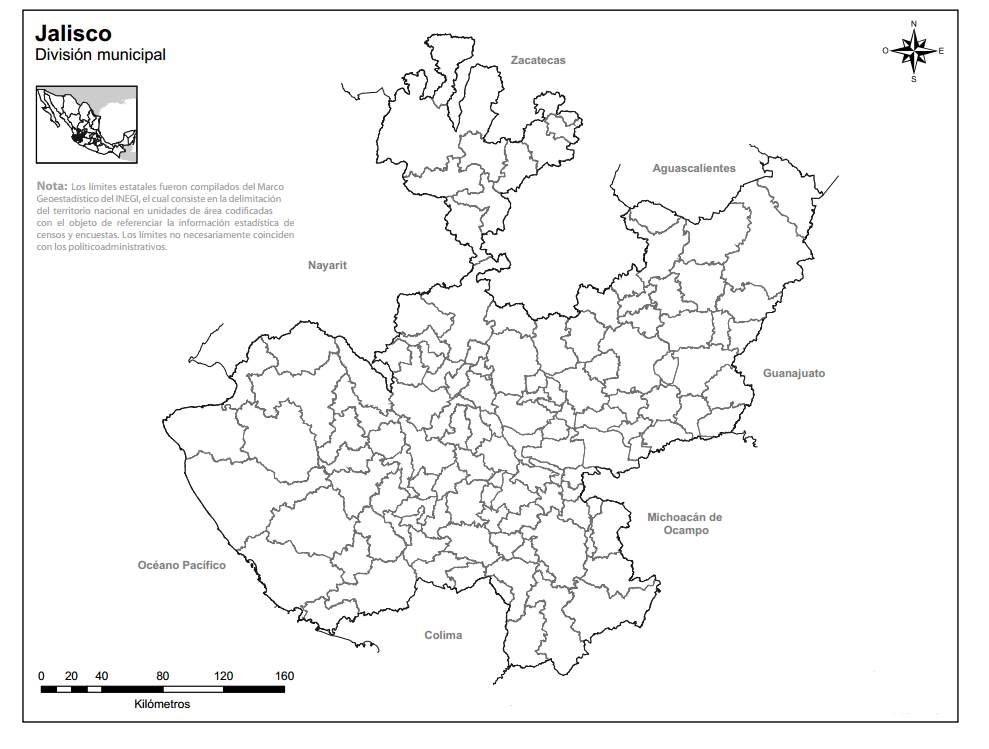 Jalisco
División municipal
N
O
E
S
Zacatecas
Aguascalientes
Nota: Los límites estatales fueron compilados del Marco
Geoestadístico del INEGI, el cual consiste en la delimitación
del territorio nacional en unidades de área codificadas
con el objeto de referenciar la información estadística de
censos y encuestas. Los límites no necesariamente coinciden
con los políticoadministrativos.
Nayarit
Guanajuato
Michoacán de
Ocampo
Océano Pacífico
Colima
0 20 40 80 120 160
Kilómetros